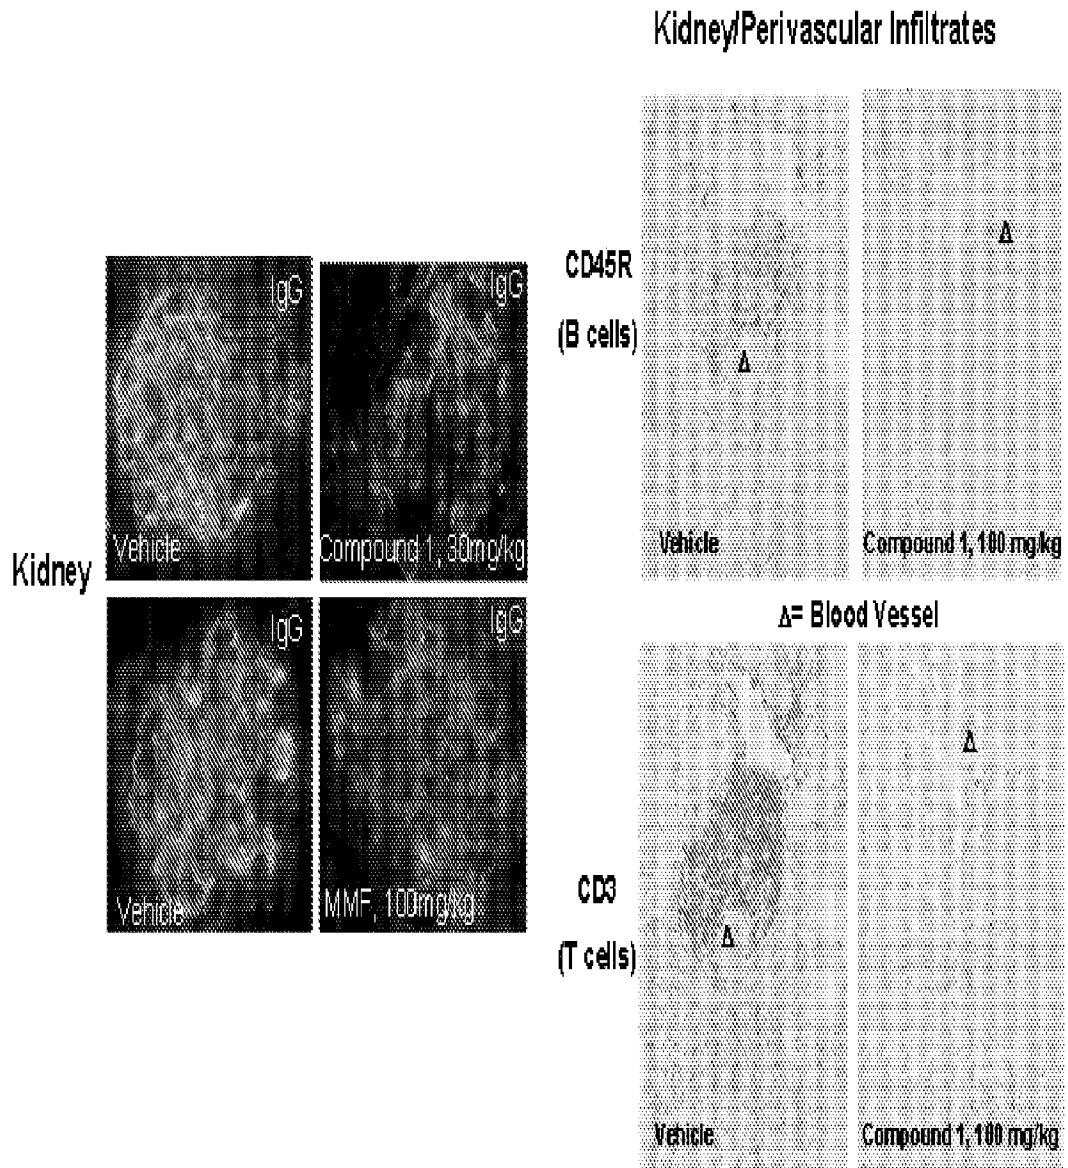 Kidney/Perivascular Infiltrates
Kidney
IgG
Vehicle
IgG
Compound 1, 30mg/kg
IgG
Vehicle
IgG
MMF, 100mg/kg
CD45R
(B cells)
Δ
Vehicle
Δ
Compound 1, 100 mg/kg
Δ= Blood Vessel
CD3
(T cells)
Δ
Vehicle
Δ
Compound 1, 100 mg/kg